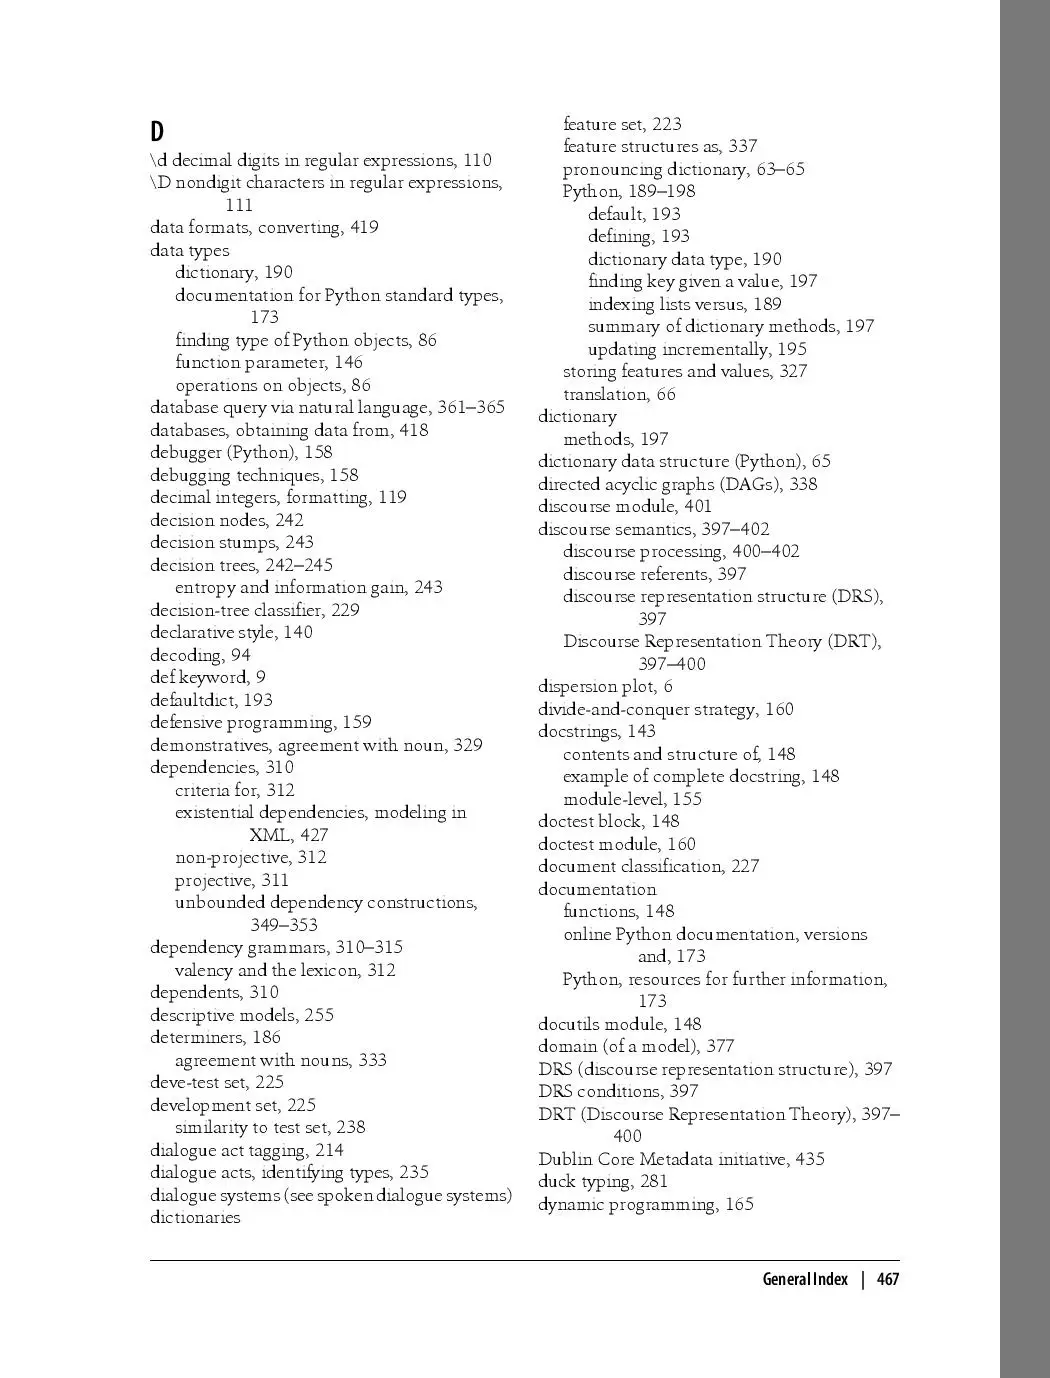 D
\d decimal digits in regular expressions, 110
\D nondigit characters in regular expressions,
111
data formats, converting, 419
data types
dictionary, 190
documentation for Python standard types,
173
finding type of Python objects, 86
function parameter, 146
operations on objects, 86
database query via natural language, 361–365
databases, obtaining data from, 418
debugger (Python), 158
debugging techniques, 158
decimal integers, formatting, 119
decision nodes, 242
decision stumps, 243
decision trees, 242–245
entropy and information gain, 243
decision-tree classifier, 229
declarative style, 140
decoding, 94
def keyword, 9
defaultdict, 193
defensive programming, 159
demonstratives, agreement with noun, 329
dependencies, 310
criteria for, 312
existential dependencies, modeling in
XML, 427
non-projective, 312
projective, 311
unbounded dependency constructions,
349–353
dependency grammars, 310–315
valency and the lexicon, 312
dependents, 310
descriptive models, 255
determiners, 186
agreement with nouns, 333
deve-test set, 225
development set, 225
similarity to test set, 238
dialogue act tagging, 214
dialogue acts, identifying types, 235
dialogue systems (see spoken dialogue systems)
dictionaries
feature set, 223
feature structures as, 337
pronouncing dictionary, 63–65
Python, 189–198
default, 193
defining, 193
dictionary data type, 190
finding key given a value, 197
indexing lists versus, 189
summary of dictionary methods, 197
updating incrementally, 195
storing features and values, 327
translation, 66
dictionary
methods, 197
dictionary data structure (Python), 65
directed acyclic graphs (DAGs), 338
discourse module, 401
discourse semantics, 397–402
discourse processing, 400–402
discourse referents, 397
discourse representation structure (DRS),
397
Discourse Representation Theory (DRT),
397–400
dispersion plot, 6
divide-and-conquer strategy, 160
docstrings, 143
contents and structure of, 148
example of complete docstring, 148
module-level, 155
doctest block, 148
doctest module, 160
document classification, 227
documentation
functions, 148
online Python documentation, versions
and, 173
Python, resources for further information,
173
docutils module, 148
domain (of a model), 377
DRS (discourse representation structure), 397
DRS conditions, 397
DRT (Discourse Representation Theory), 397–
400
Dublin Core Metadata initiative, 435
duck typing, 281
dynamic programming, 165
General Index | 467